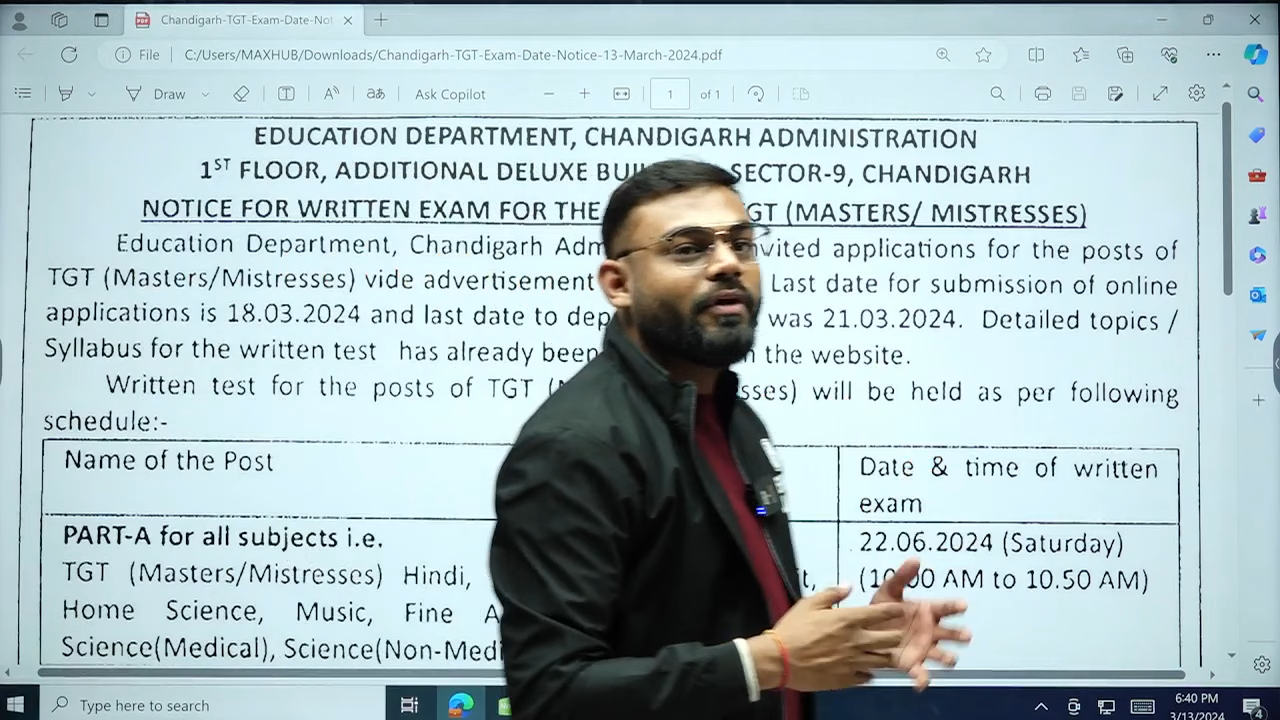 Chandigarh-TGT-Exam-Date-Not
File C:/Users/MAXHUB/Downloads/Chandigarh-TGT-Exam-Date-Notice-13-March-2024.pdf
Draw Ask Copilot 1 of 1
EDUCATION DEPARTMENT, CHANDIGARH ADMINISTRATION
1ST FLOOR, ADDITIONAL DELUXE BUI SECTOR-9, CHANDIGARH
NOTICE FOR WRITTEN EXAM FOR THE GT (MASTERS/ MISTRESSES)
Education Department, Chandigarh Adm nvited applications for the posts of
TGT (Masters/Mistresses) vide advertisement Last date for submission of online
applications is 18.03.2024 and last date to dep was 21.03.2024. Detailed topics /
Syllabus for the written test has already been n the website.
Written test for the posts of TGT ( sses) will be held as per following
schedule:-
Name of the Post
Date & time of written
exam
PART-A for all subjects i.e.
TGT (Masters/Mistresses) Hindi, t,
Home Science, Music, Fine A
Science(Medical), Science(Non-Medi
22.06.2024 (Saturday)
(10.00 AM to 10.50 AM)
Type here to search
6:40 PM
3/13/2024
4